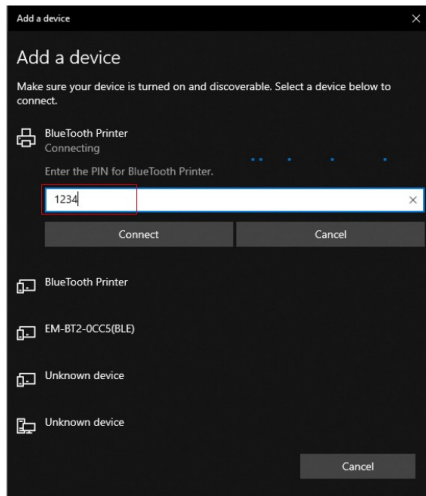 Add a device
Add a device
Make sure your device is turned on and discoverable. Select a device below to
connect.
BlueTooth Printer
Connecting
Enter the PIN for BlueTooth Printer.
1234
Connect
Cancel
BlueTooth Printer
EM-BT2-0CC5(BLE)
Unknown device
Unknown device
Cancel